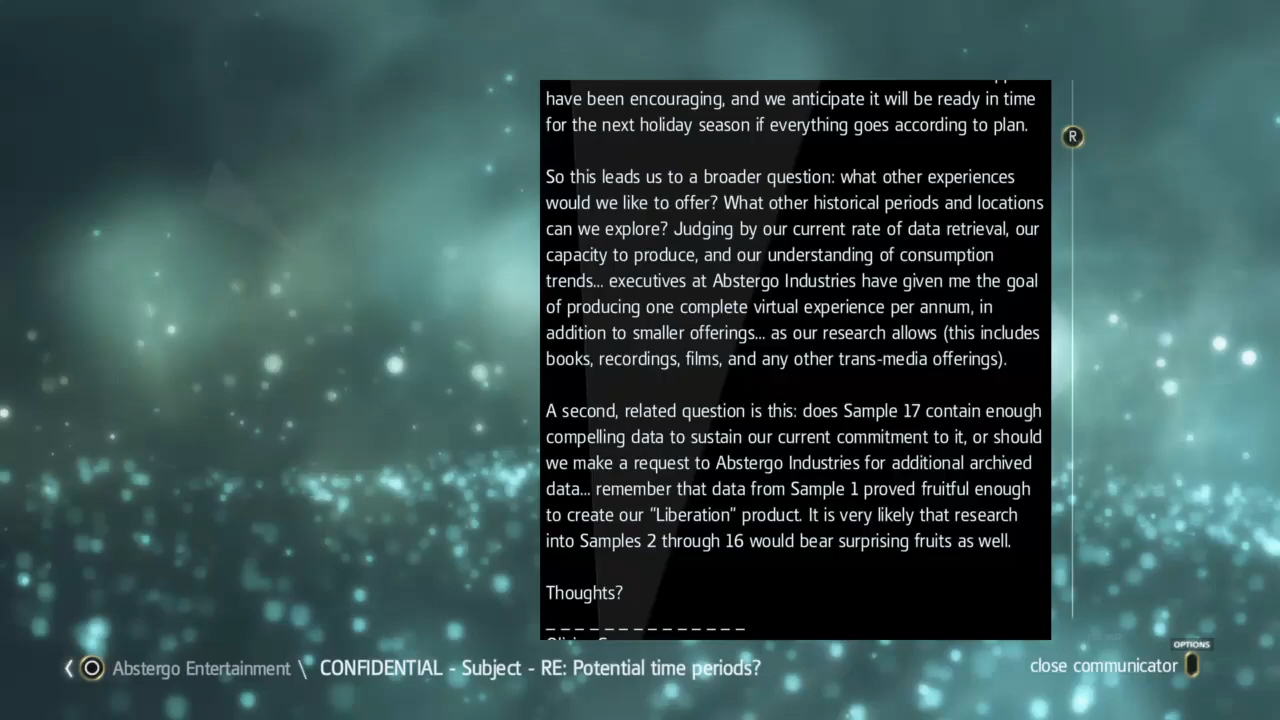 have been encouraging, and we anticipate it will be ready in time
for the next holiday season if everything goes according to plan.
So this leads us to a broader question: what other experiences
would we like to offer? What other historical periods and locations
can we explore? Judging by our current rate of data retrieval, our
capacity to produce, and our understanding of consumption
trends... executives at Abstergo Industries have given me the goal
of producing one complete virtual experience per annum, in
addition to smaller offerings... as our research allows (this includes
books, recordings, films, and any other trans-media offerings).
A second, related question is this: does Sample 17 contain enough
compelling data to sustain our current commitment to it, or should
we make a request to Abstergo Industries for additional archived
data... remember that data from Sample 1 proved fruitful enough
to create our "Liberation" product. It is very likely that research
into Samples 2 through 16 would bear surprising fruits as well.
Thoughts?
_ _ _ _ _ _ _ _ _ _ _ _ _ _
R
Abstergo Entertainment \ CONFIDENTIAL - Subject - RE: Potential time periods?
OPTIONS
close communicator